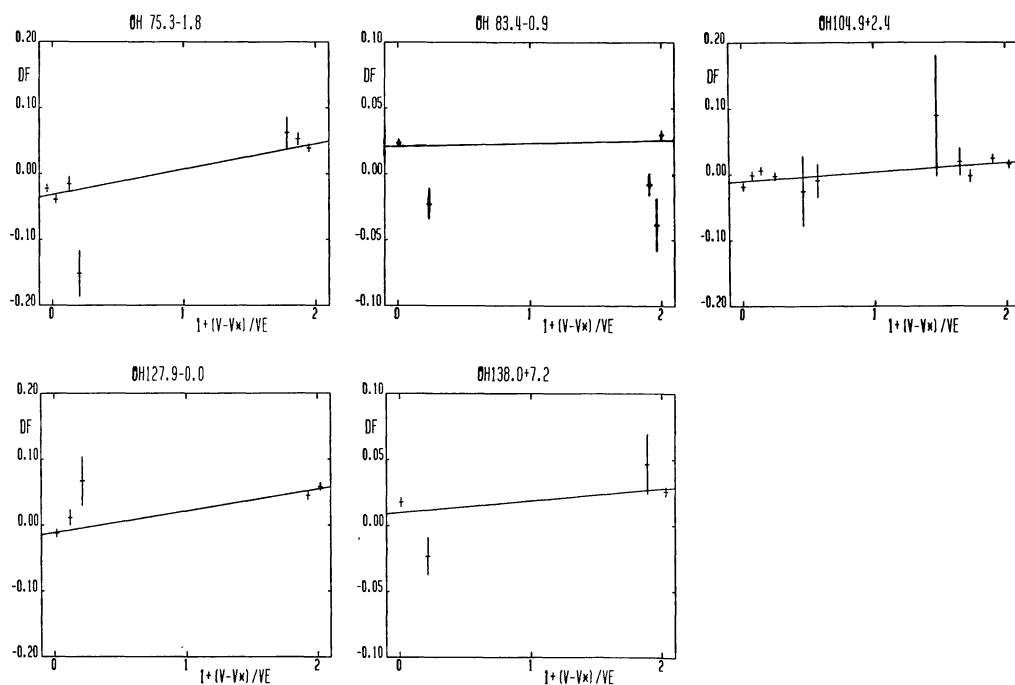 OH 75.3-1.8
0.20
DF
0.10
0.00
-0.10
-0.20
0 1 2
1+(V-V*)/VE
OH 83.4-0.9
0.10
DF
0.05
0.00
-0.05
-0.10
0 1 2
1+(V-V*)/VE
OH104.9+2.4
0.20
DF
0.10
0.00
-0.10
-0.20
0 1 2
1+(V-V*)/VE
OH127.9-0.0
0.20
DF
0.10
0.00
-0.10
-0.20
0 1 2
1+(V-V*)/VE
OH138.0+7.2
0.10
DF
0.05
0.00
-0.05
-0.10
0 1 2
1+(V-V*)/VE